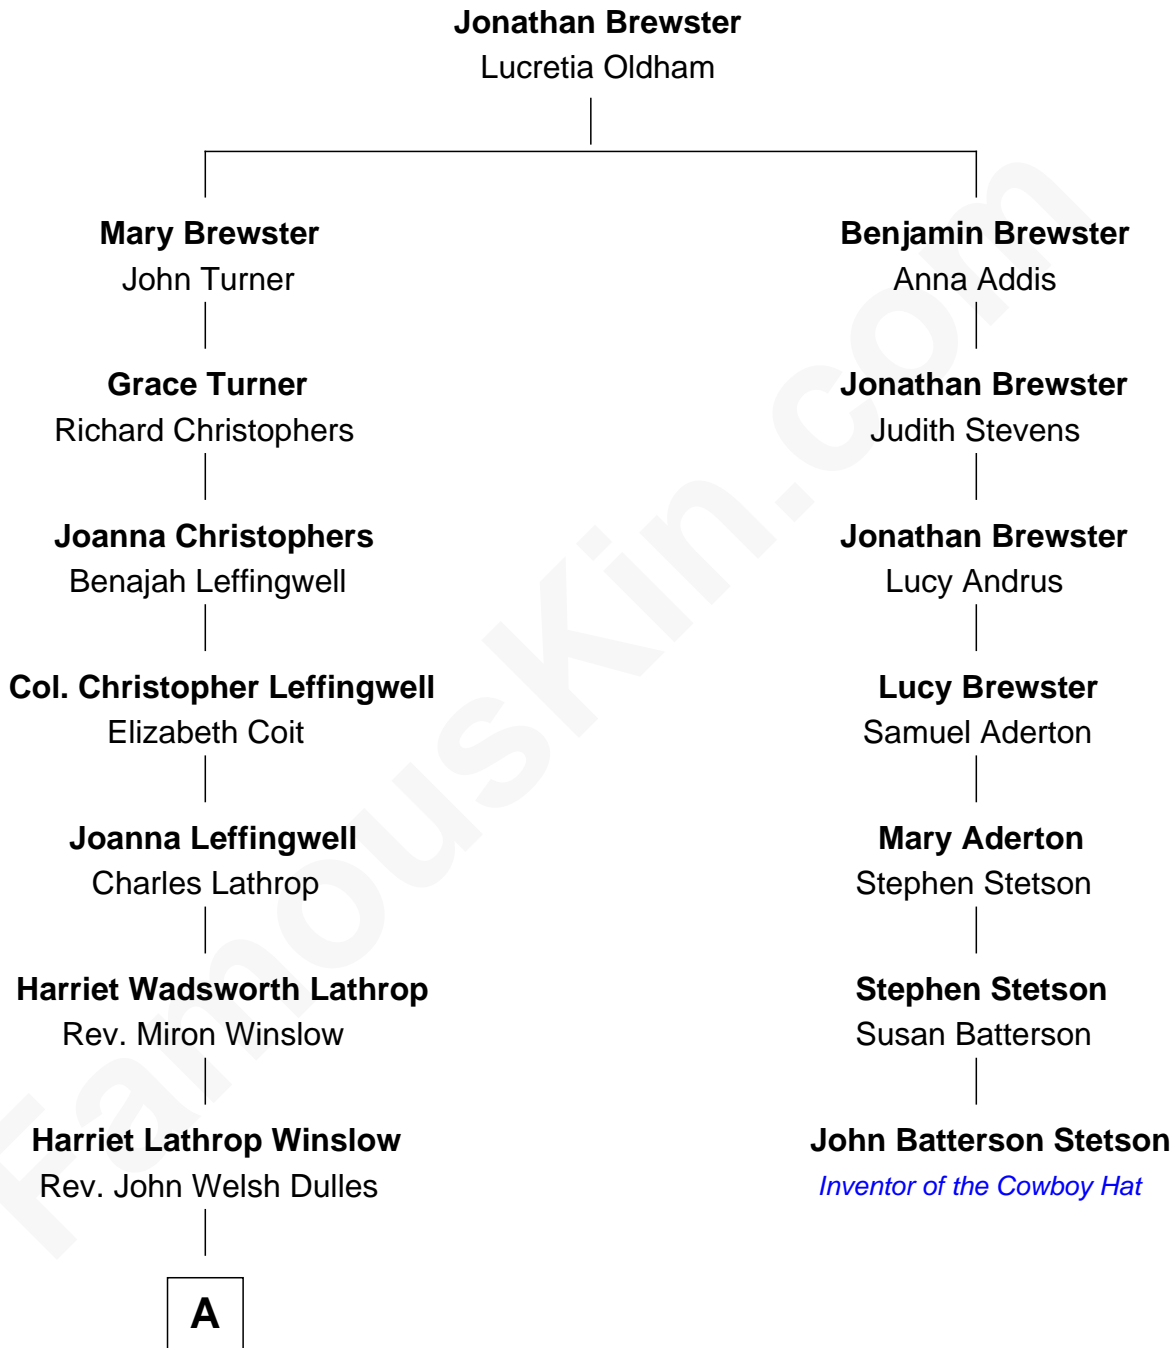 Jonathan Brewster
Lucretia Oldham
Mary Brewster
John Turner
Benjamin Brewster
Anna Addis
Grace Turner
Richard Christophers
Jonathan Brewster
Judith Stevens
Joanna Christophers
Benajah Leffingwell
Jonathan Brewster
Lucy Andrus
Col. Christopher Leffingwell
Elizabeth Coit
Lucy Brewster
Samuel Aderton
Joanna Leffingwell
Charles Lathrop
Mary Aderton
Stephen Stetson
Harriet Wadsworth Lathrop
Rev. Miron Winslow
Stephen Stetson
Susan Batterson
Harriet Lathrop Winslow
Rev. John Welsh Dulles
John Batterson Stetson
Inventor of the Cowboy Hat
A
FamousKin.com